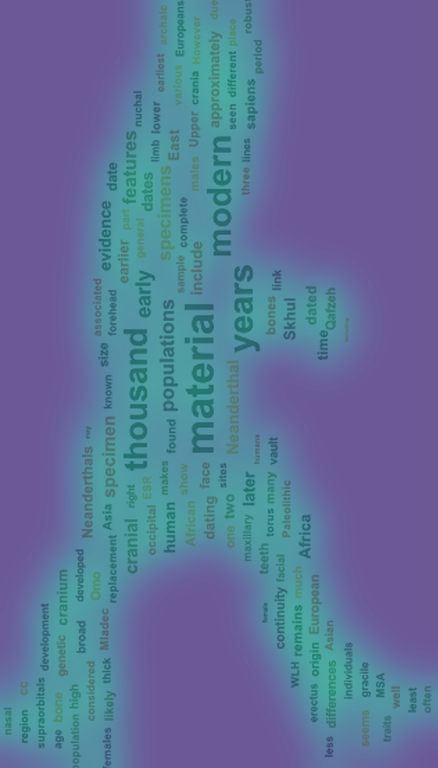 archaic
Europeans
However
due
robust
earliest
various
crania
approximately
place
different
seen
period
nuchal
lower
limb
East
Upper
males
sapiens
lines
three
features
date
dates
specimens
modern
evidence
part
general
earlier
complete
sample
include
associated
forehead
early
populations
years
link
bones
Skhul
dated
Qafzeh
time
size
known
thousand
material
Neanderthal
specimen
found
Neanderthals
Asia
right
ESR
makes
show
face
sites
humans
vault
cranial
occipital
human
African
dating
one two
later
maxillary
many
torus
Paleolithic
replacement
teeth
Africa
developed
Omo
cranium
facial
continuity
female
Mladec
broad
genetic
development
much
remains
WLH
European
origin
erectus
Asian
differences
less
considered
thick
likely
females
high
population
bone
age
supraorbitals
CC
region
nasal
individuals
gracile
seems
MSA
traits
well
least
often